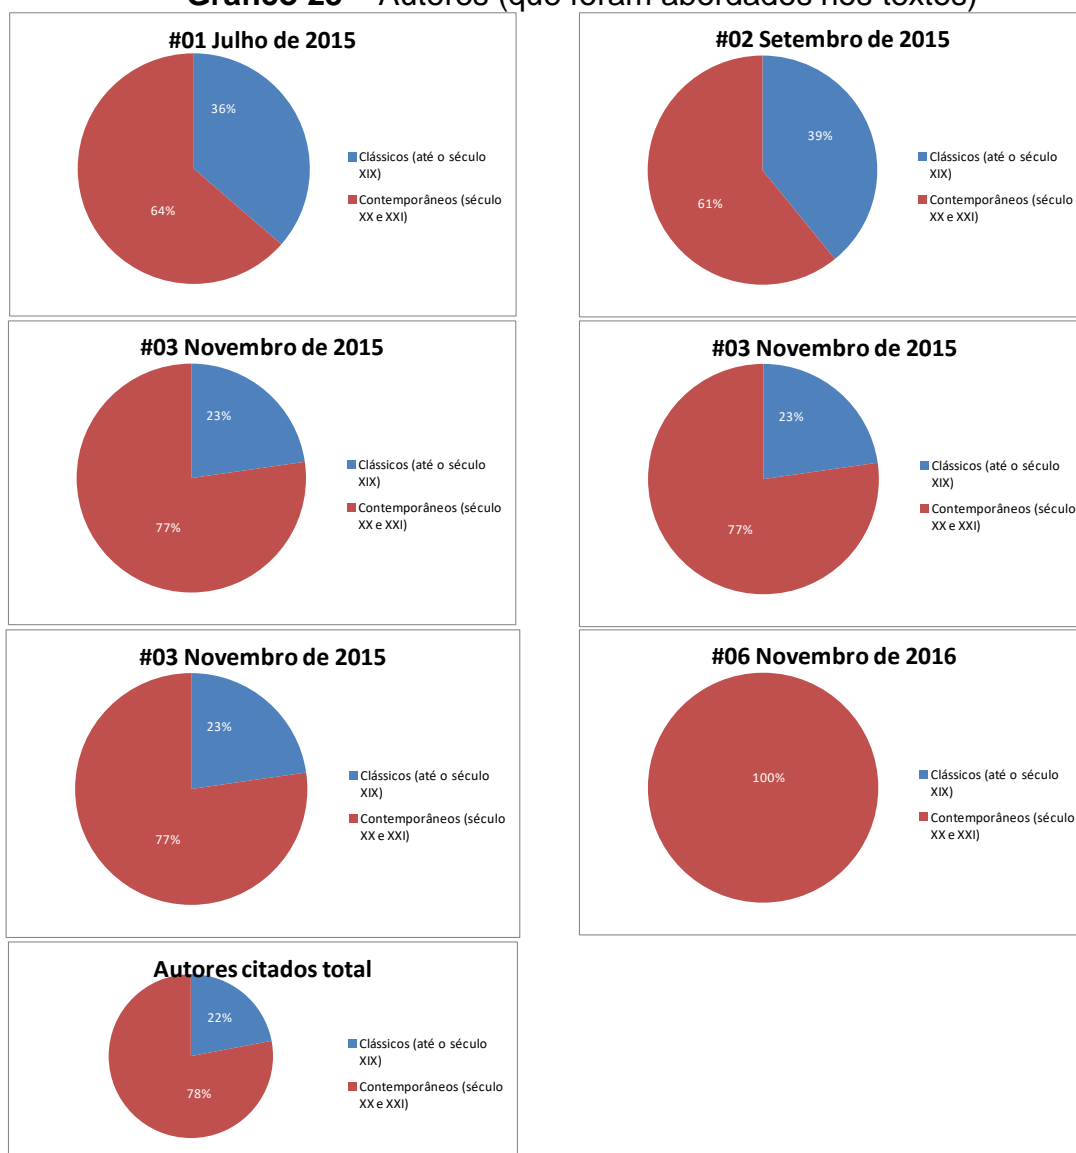 Autores (que foram abordados nos textos)
#01 Julho de 2015
36%
64%
Clássicos (até o século
XIX)
Contemporâneos (século
XX e XXI)
#02 Setembro de 2015
39%
61%
Clássicos (até o século
XIX)
Contemporâneos (século
XX e XXI)
#03 Novembro de 2015
23%
77%
Clássicos (até o século
XIX)
Contemporâneos (século
XX e XXI)
#03 Novembro de 2015
23%
77%
Clássicos (até o século
XIX)
Contemporâneos (século
XX e XXI)
#03 Novembro de 2015
23%
77%
Clássicos (até o século
XIX)
Contemporâneos (século
XX e XXI)
#06 Novembro de 2016
100%
Clássicos (até o século
XIX)
Contemporâneos (século
XX e XXI)
Autores citados total
22%
78%
Clássicos (até o século
XIX)
Contemporâneos (século
XX e XXI)